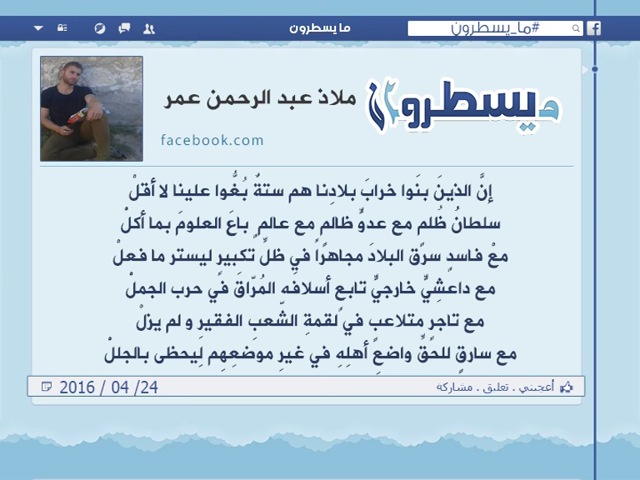 ما يسطرون
#ما_يسطرون
ما يسطرون
ملاذ عبد الرحمن عمر
facebook.com
إنَّ الذينَ بنَوا خرابَ بلادِنا هم ستةٌ بُغُّوا علينا لا أقلْ
سلطانُ ظُلم مع عدوٍّ ظالمٍ مع عالمٍ باعَ العلومَ بما أكلْ
معْ فاسدٍ سرَق البلادَ مجاهرًا في ظلِّ تكبيرٍ ليستر ما فعلْ
مع داعشِيٍّ خارجيٍّ تابعٍ أسلافَه المُرّاقَ في حرب الجملْ
مع تاجرٍ متلاعبٍ في لقمةِ الشّعب الفقيرِ و لم يزلْ
مع سارقٍ للحقِّ واضعُ أهلِهِ في غيرِ موضعِهِم لِيحظى بالجللْ
أعجبني . تعليق . مشاركة
2016 / 04 /24